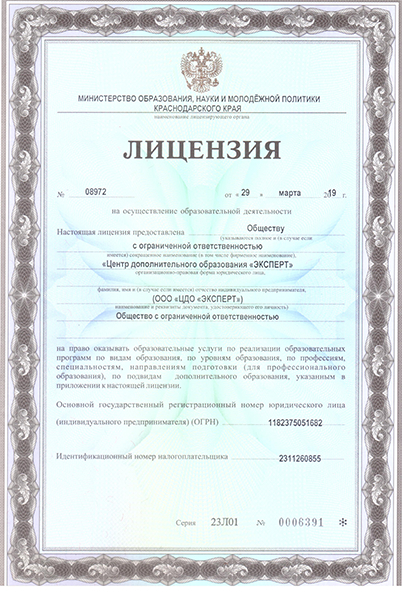 МИНИСТЕРСТВО ОБРАЗОВАНИЯ, НАУКИ И МОЛОДЁЖНОЙ ПОЛИТИКИ
КРАСНОДАРСКОГО КРАЯ
наименование лицензирующего органа
ЛИЦЕНЗИЯ
№ 08972 от « 29 » марта 2019 г.
на осуществление образовательной деятельности
Настоящая лицензия предоставлена Обществу
(указываются полное и (в случае если
с ограниченной ответственностью
имеется) сокращенное наименование (в том числе фирменное наименование),
«Центр дополнительного образования «ЭКСПЕРТ»
организационно-правовая форма юридического лица,
фамилия, имя и (в случае если имеется) отчество индивидуального предпринимателя,
(ООО «ЦДО «ЭКСПЕРТ»)
наименование и реквизиты документа, удостоверяющего его личность)
Общество с ограниченной ответственностью
на право оказывать образовательные услуги по реализации образовательных
программ по видам образования, по уровням образования, по профессиям,
специальностям, направлениям подготовки (для профессионального
образования), по подвидам дополнительного образования, указанным в
приложении к настоящей лицензии.
Основной государственный регистрационный номер юридического лица
(индивидуального предпринимателя) (ОГРН) 1182375051682
Идентификационный номер налогоплательщика 2311260855
Серия 23Л01 № 0006391 *